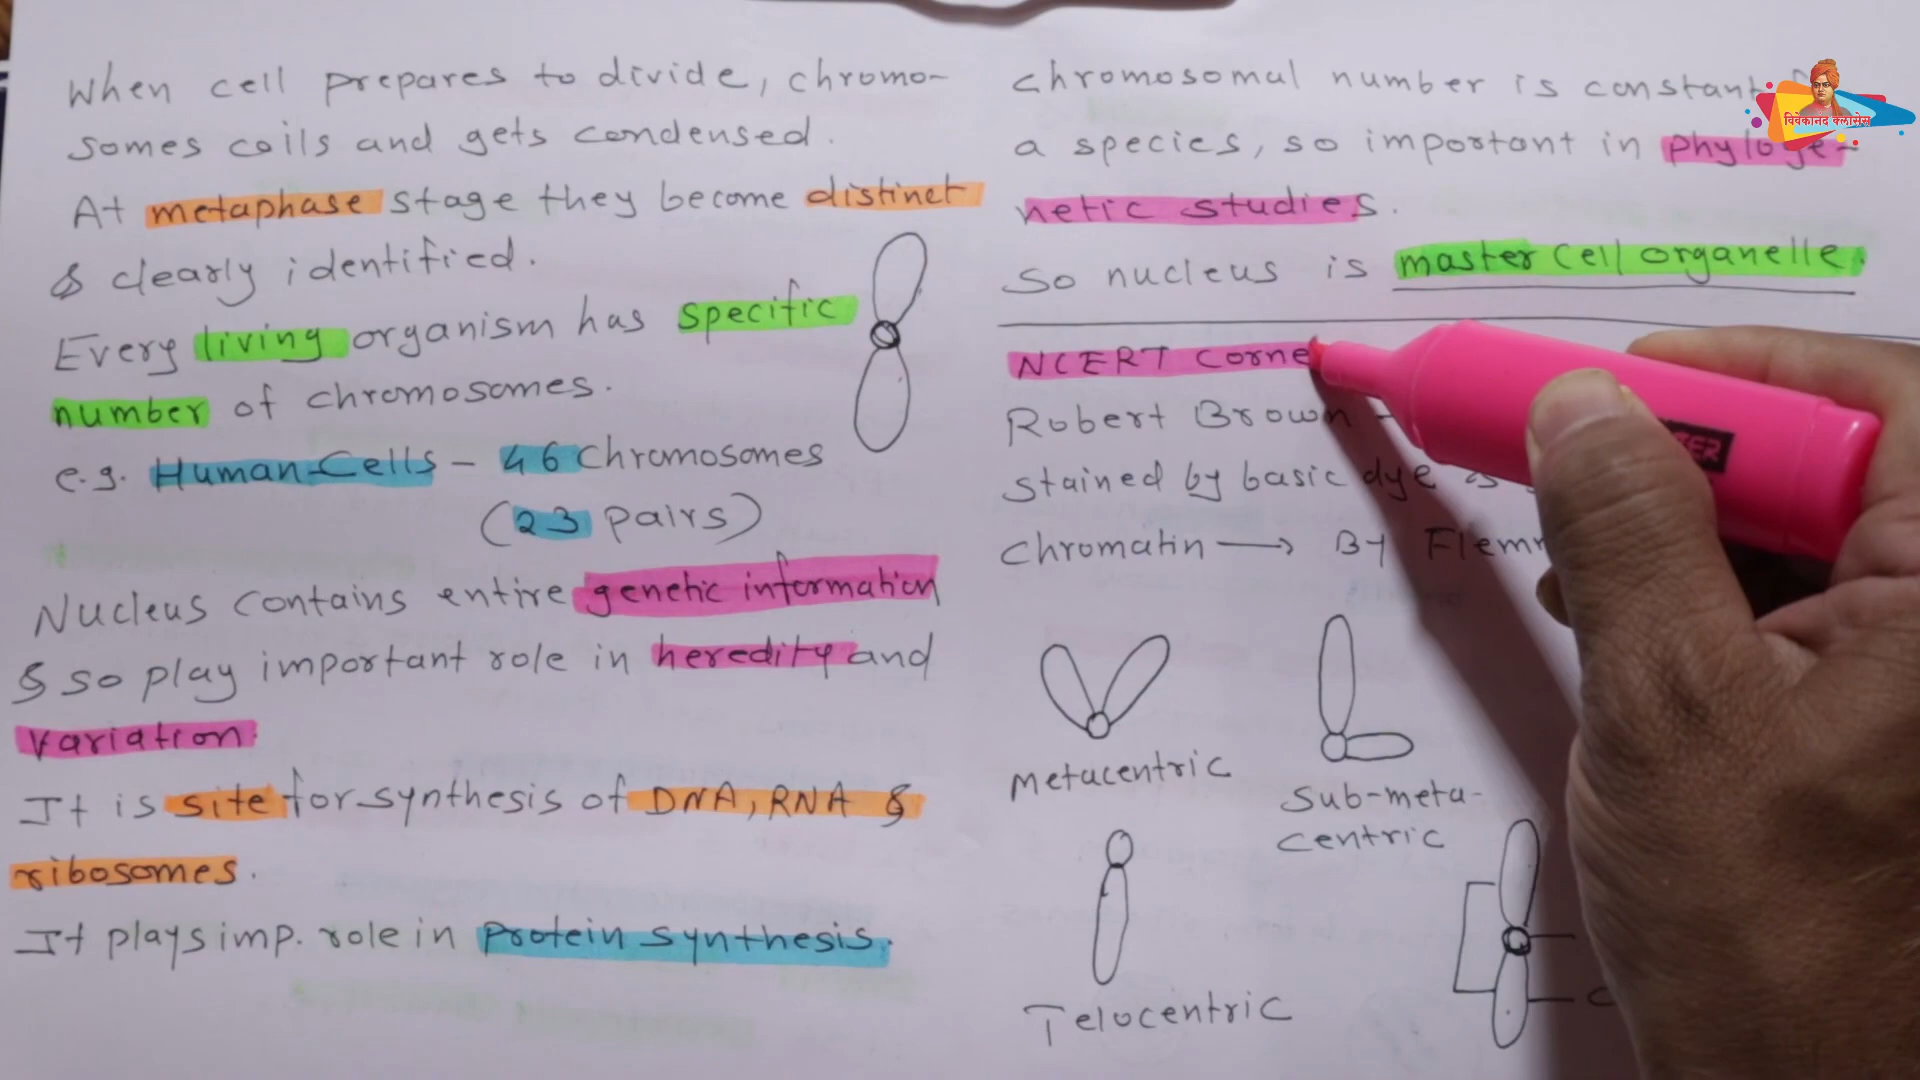 When cell prepares to divide, chromo-
somes coils and gets condensed.
At metaphase stage they become distinct
& clearly identified.
Every living organism has specific
number of chromosomes.
e.g. Human Cells - 46 Chromosomes
(23 pairs)
Nucleus contains entire genetic information
& so play important role in heredity and
variation.
It is site for synthesis of DNA, RNA &
ribosomes.
It plays imp. role in protein synthesis.
chromosomal number is constant
a species, so important in phyloge-
netic studies.
So nucleus is master cell organelle.
NCERT Corne
Robert Brown -
stained by basic dye
Chromatin → By Flemm
Metacentric
Sub-meta-
centric
Telocentric
C
विवेकानंद क्लासेस